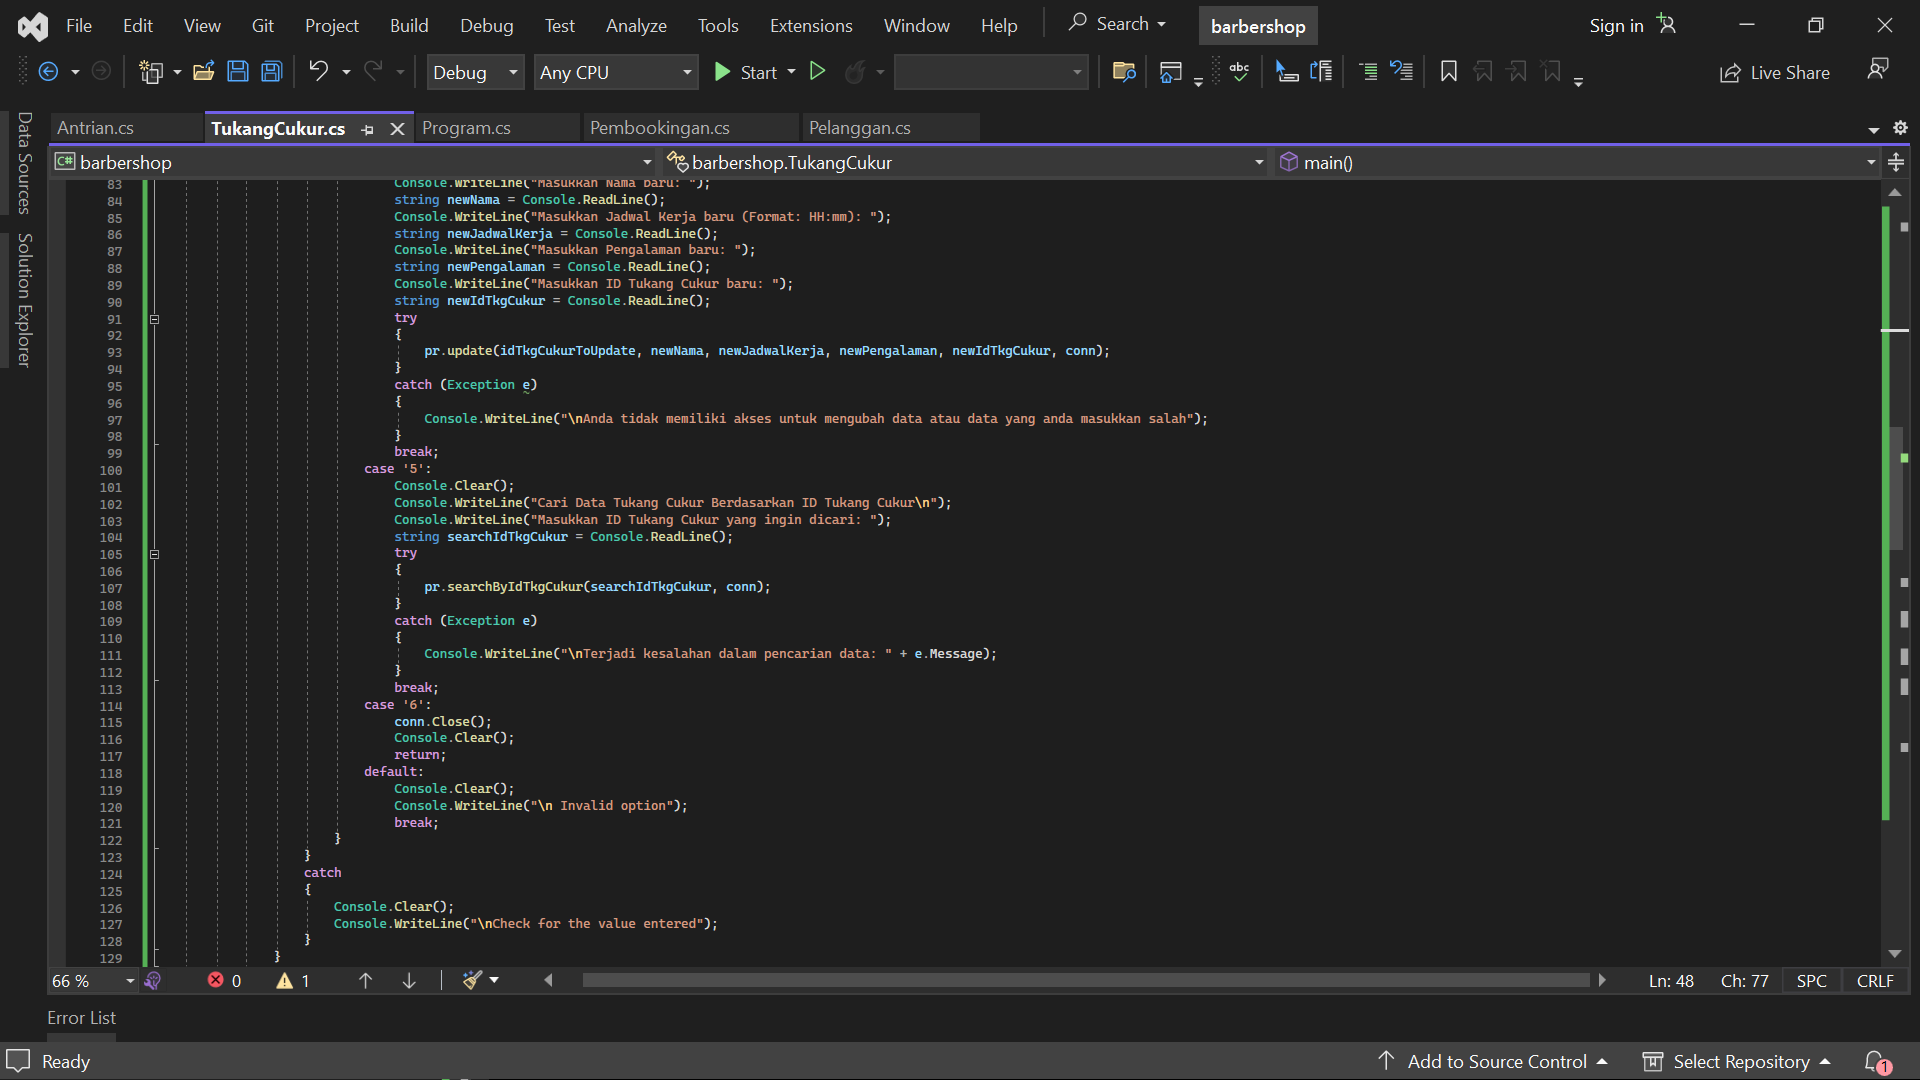 File Edit View Git Project Build Debug Test Analyze Tools Extensions Window Help Search barbershop Sign in
Debug Any CPU Start abc Live Share
Antrian.cs TukangCukur.cs Program.cs Pembookingan.cs Pelanggan.cs
C# barbershop barbershop.TukangCukur main()
Data Sources
Solution Explorer
83 Console.WriteLine("Masukkan Nama baru: ");
84 string newNama = Console.ReadLine();
85 Console.WriteLine("Masukkan Jadwal Kerja baru (Format: HH:mm): ");
86 string newJadwalKerja = Console.ReadLine();
87 Console.WriteLine("Masukkan Pengalaman baru: ");
88 string newPengalaman = Console.ReadLine();
89 Console.WriteLine("Masukkan ID Tukang Cukur baru: ");
90 string newIdTkgCukur = Console.ReadLine();
91 try
92 {
93 pr.update(idTkgCukurToUpdate, newNama, newJadwalKerja, newPengalaman, newIdTkgCukur, conn);
94 }
95 catch (Exception e)
96 {
97 Console.WriteLine("\nAnda tidak memiliki akses untuk mengubah data atau data yang anda masukkan salah");
98 }
99 break;
100 case '5':
101 Console.Clear();
102 Console.WriteLine("Cari Data Tukang Cukur Berdasarkan ID Tukang Cukur\n");
103 Console.WriteLine("Masukkan ID Tukang Cukur yang ingin dicari: ");
104 string searchIdTkgCukur = Console.ReadLine();
105 try
106 {
107 pr.searchByIdTkgCukur(searchIdTkgCukur, conn);
108 }
109 catch (Exception e)
110 {
111 Console.WriteLine("\nTerjadi kesalahan dalam pencarian data: " + e.Message);
112 }
113 break;
114 case '6':
115 conn.Close();
116 Console.Clear();
117 return;
118 default:
119 Console.Clear();
120 Console.WriteLine("\n Invalid option");
121 break;
122 }
123 }
124 catch
125 {
126 Console.Clear();
127 Console.WriteLine("\nCheck for the value entered");
128 }
129 }
66 % 0 1 Ln: 48 Ch: 77 SPC CRLF
Error List
Ready Add to Source Control Select Repository 1